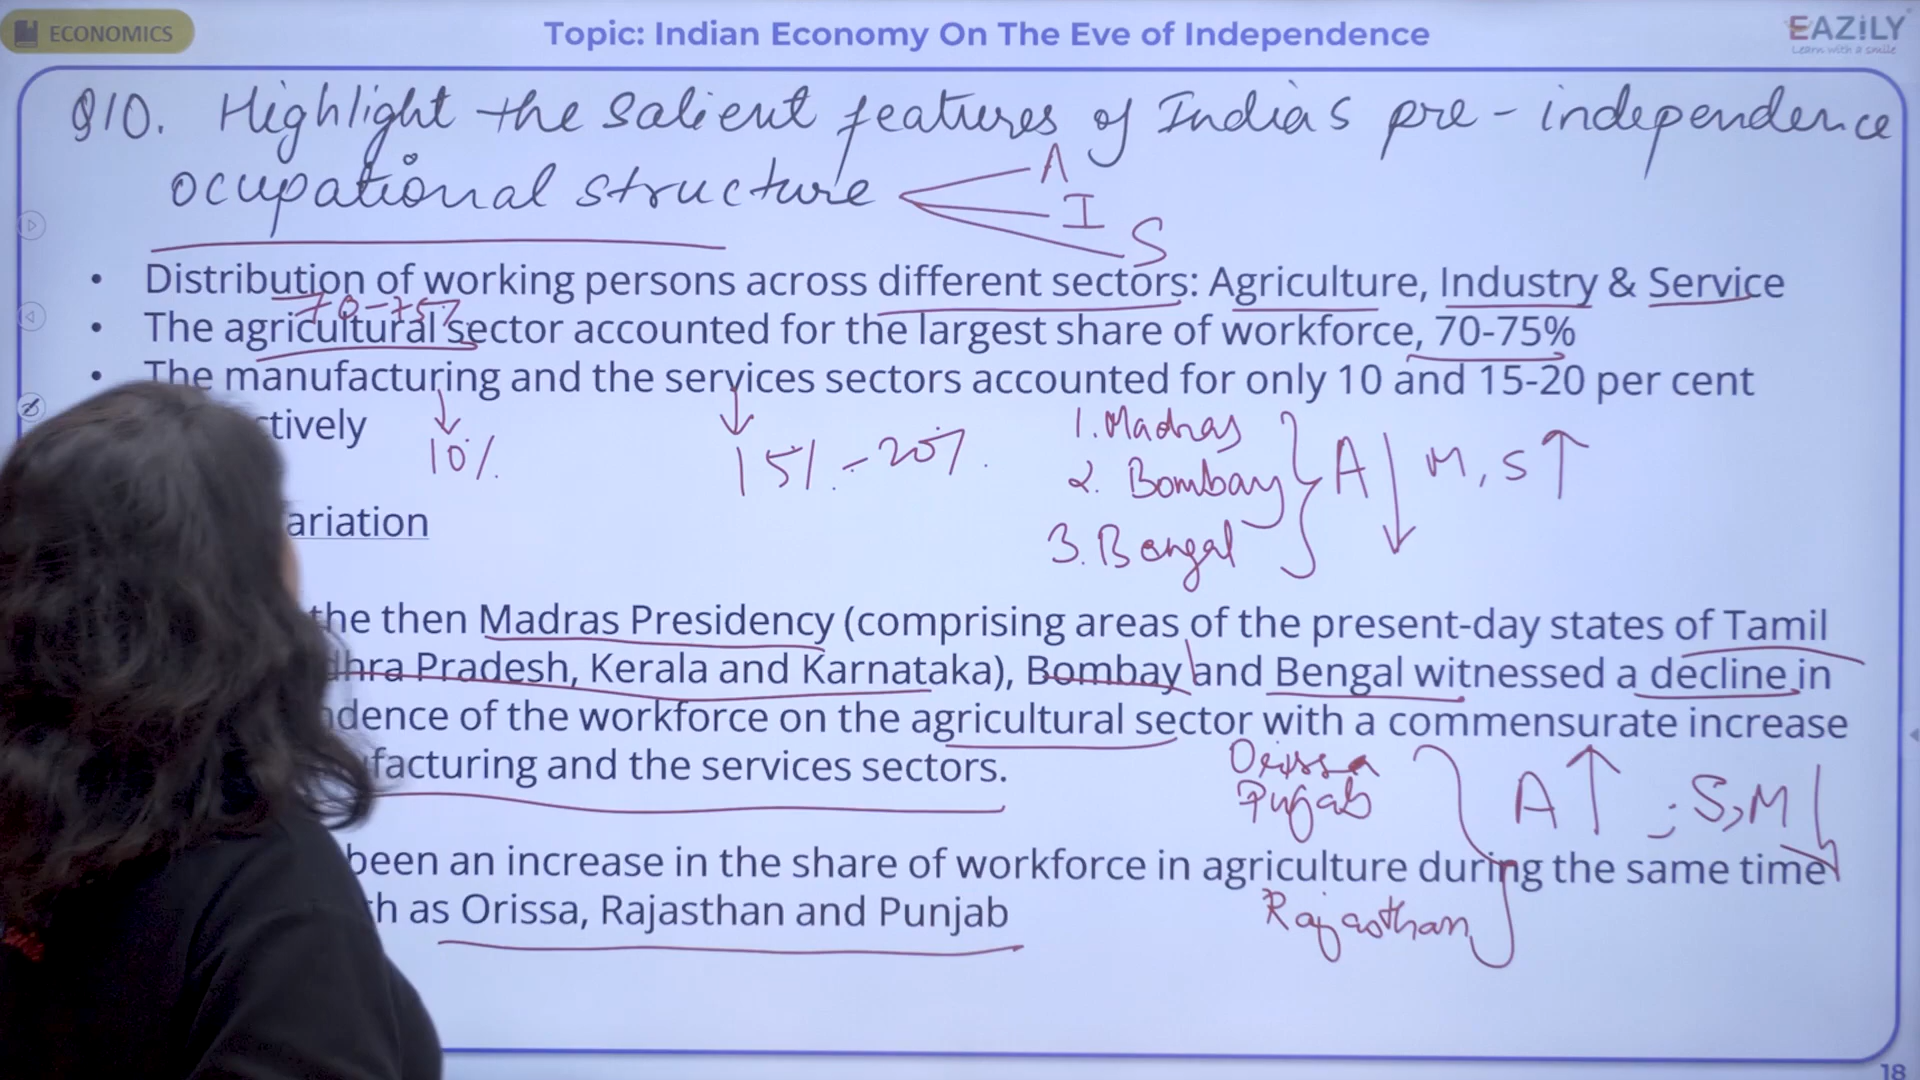 ECONOMICS
Topic: Indian Economy On The Eve of Independence
EAZiLY
Learn with a smile
Q10. Highlight the salient features of India's pre-independence
ocupational structure
A
I
S
• Distribution of working persons across different sectors: Agriculture, Industry & Service
70-75%
• The agricultural sector accounted for the largest share of workforce, 70-75%
• The manufacturing and the services sectors accounted for only 10 and 15-20 per cent
tively
10%
15% - 20%.
1. Madras
2. Bombay
3. Bengal
A M, S
ariation
the then Madras Presidency (comprising areas of the present-day states of Tamil
dhra Pradesh, Kerala and Karnataka), Bombay and Bengal witnessed a decline in
ndence of the workforce on the agricultural sector with a commensurate increase
facturing and the services sectors.
Orissa
Punjab
A ; S, M
been an increase in the share of workforce in agriculture during the same time
h as Orissa, Rajasthan and Punjab
Rajasthan
18